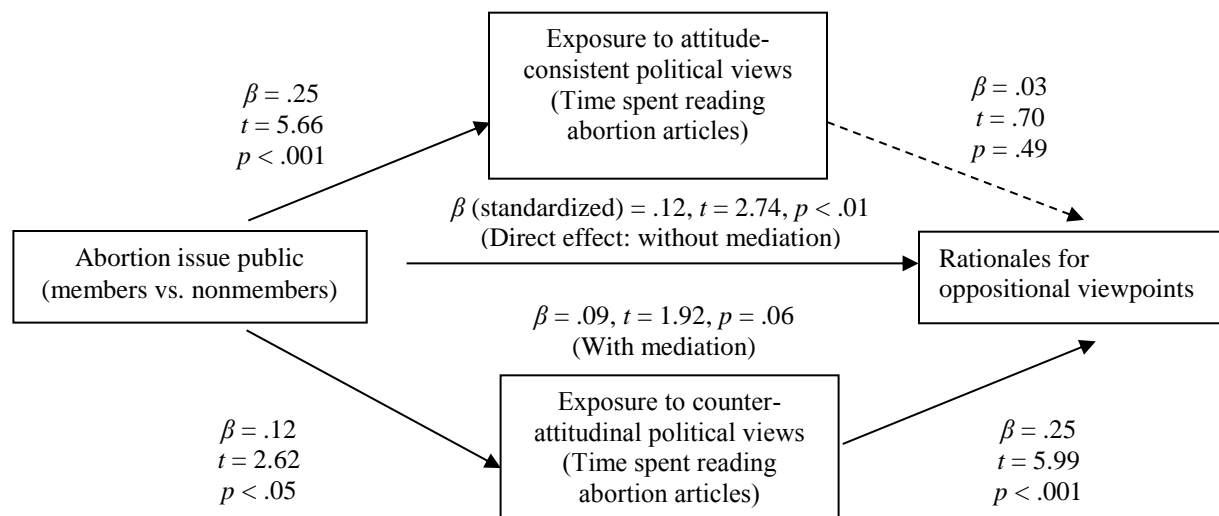 Exposure to attitude-
consistent political views
(Time spent reading
abortion articles)
β = .25
t = 5.66
p < .001
β = .03
t = .70
p = .49
β (standardized) = .12, t = 2.74, p < .01
(Direct effect: without mediation)
Abortion issue public
(members vs. nonmembers)
Rationales for
oppositional viewpoints
β = .09, t = 1.92, p = .06
(With mediation)
Exposure to counter-
attitudinal political views
(Time spent reading
abortion articles)
β = .12
t = 2.62
p < .05
β = .25
t = 5.99
p < .001